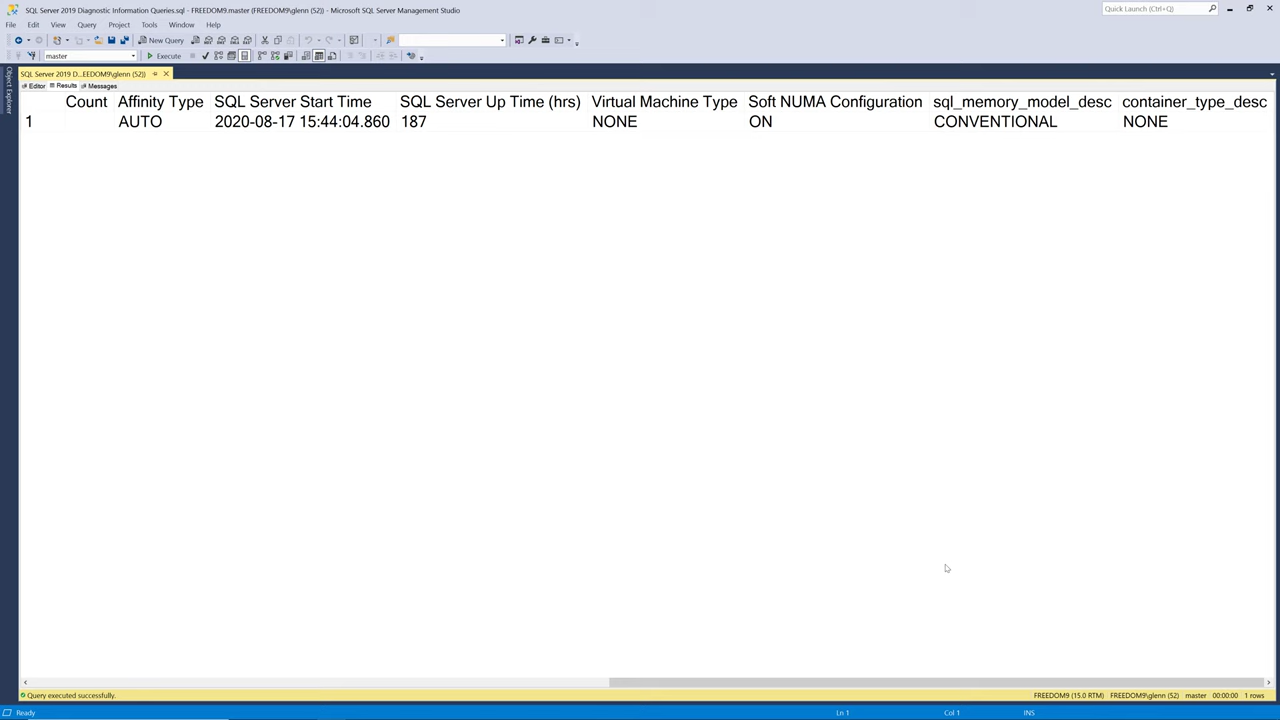 SQL Server 2019 Diagnostic Information Queries.sql - FREEDOM9.master (FREEDOM9\glenn (52)) - Microsoft SQL Server Management Studio
Quick Launch (Ctrl+Q)
File Edit View Query Project Tools Window Help
New Query
master Execute
Object Explorer
SQL Server 2019 D...EEDOM9\glenn (52))
Editor Results Messages
Count Affinity Type SQL Server Start Time SQL Server Up Time (hrs) Virtual Machine Type Soft NUMA Configuration sql_memory_model_desc container_type_desc
1 AUTO 2020-08-17 15:44:04.860 187 NONE ON CONVENTIONAL NONE
Query executed successfully. FREEDOM9 (15.0 RTM) FREEDOM9\glenn (52) master 00:00:00 1 rows
Ready Ln 1 Col 1 INS